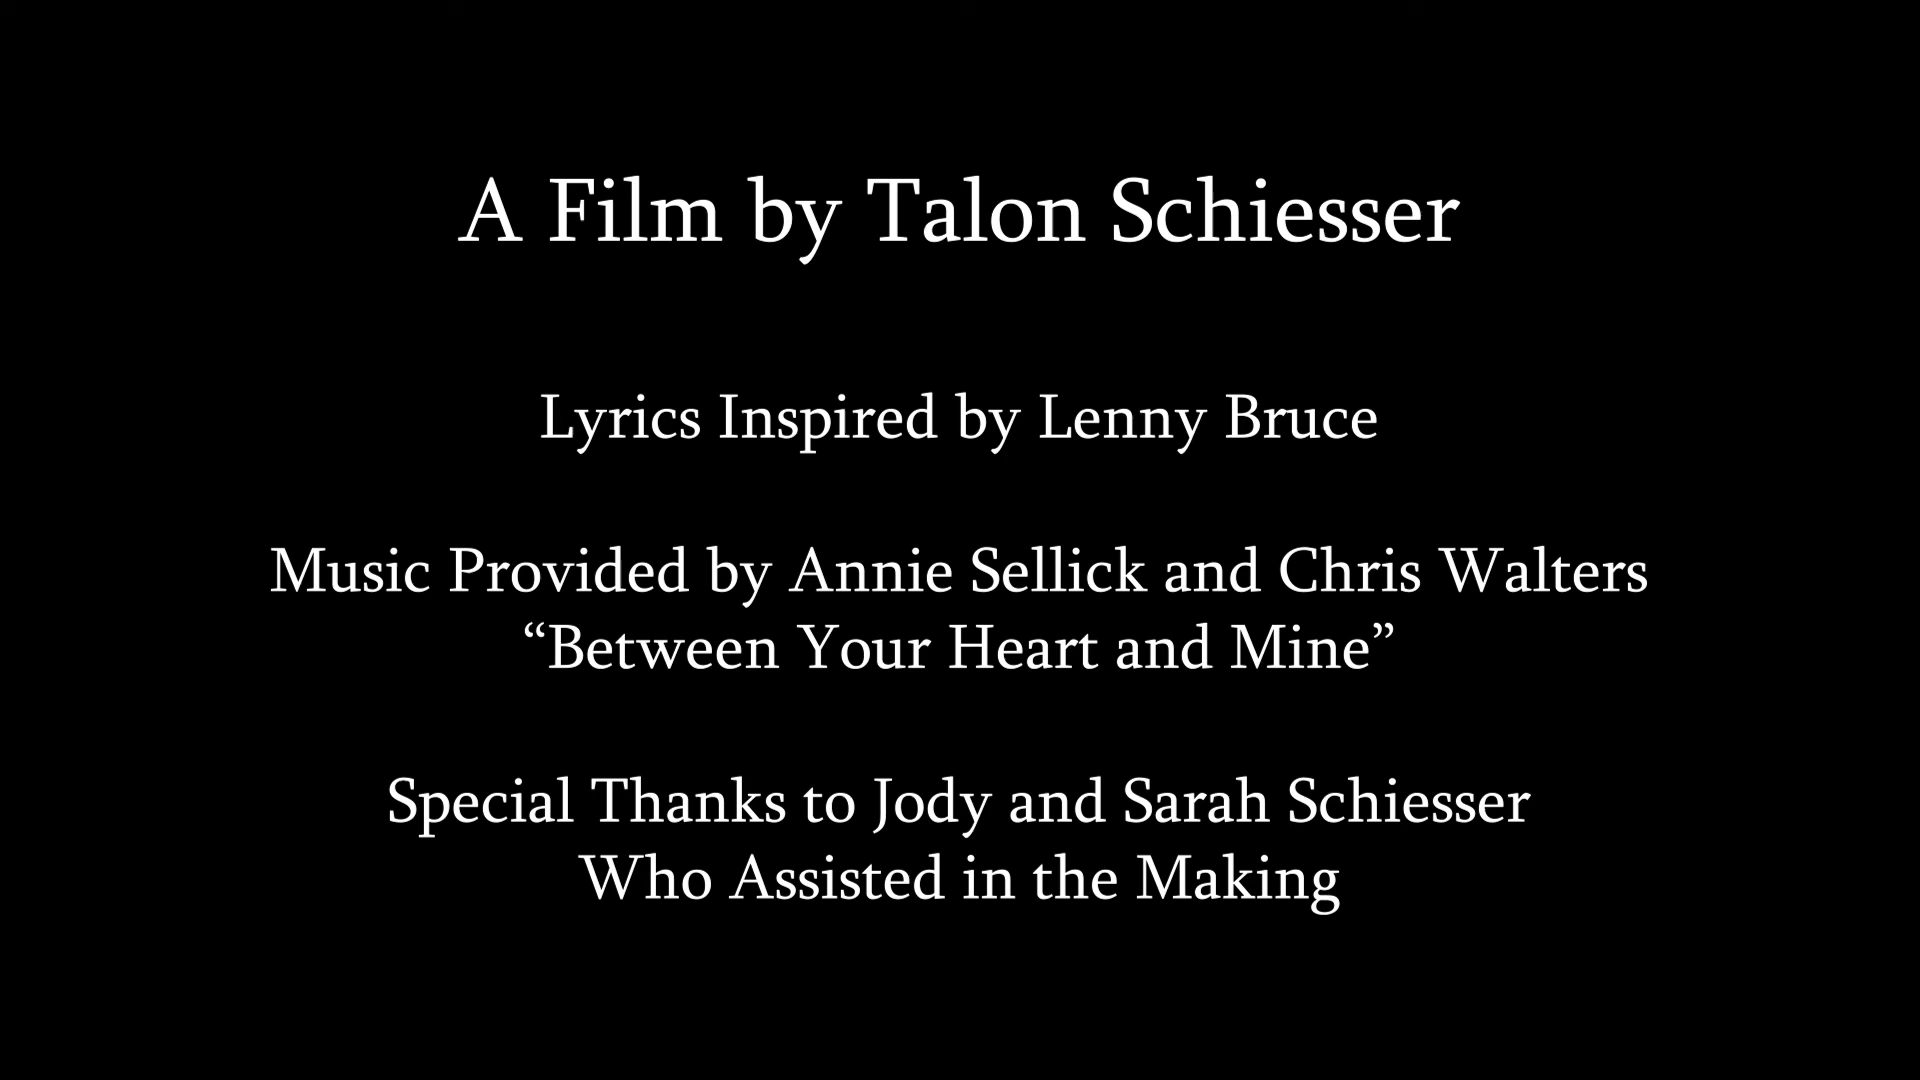 A Film by Talon Schiesser
Lyrics Inspired by Lenny Bruce
Music Provided by Annie Sellick and Chris Walters
“Between Your Heart and Mine”
Special Thanks to Jody and Sarah Schiesser
Who Assisted in the Making